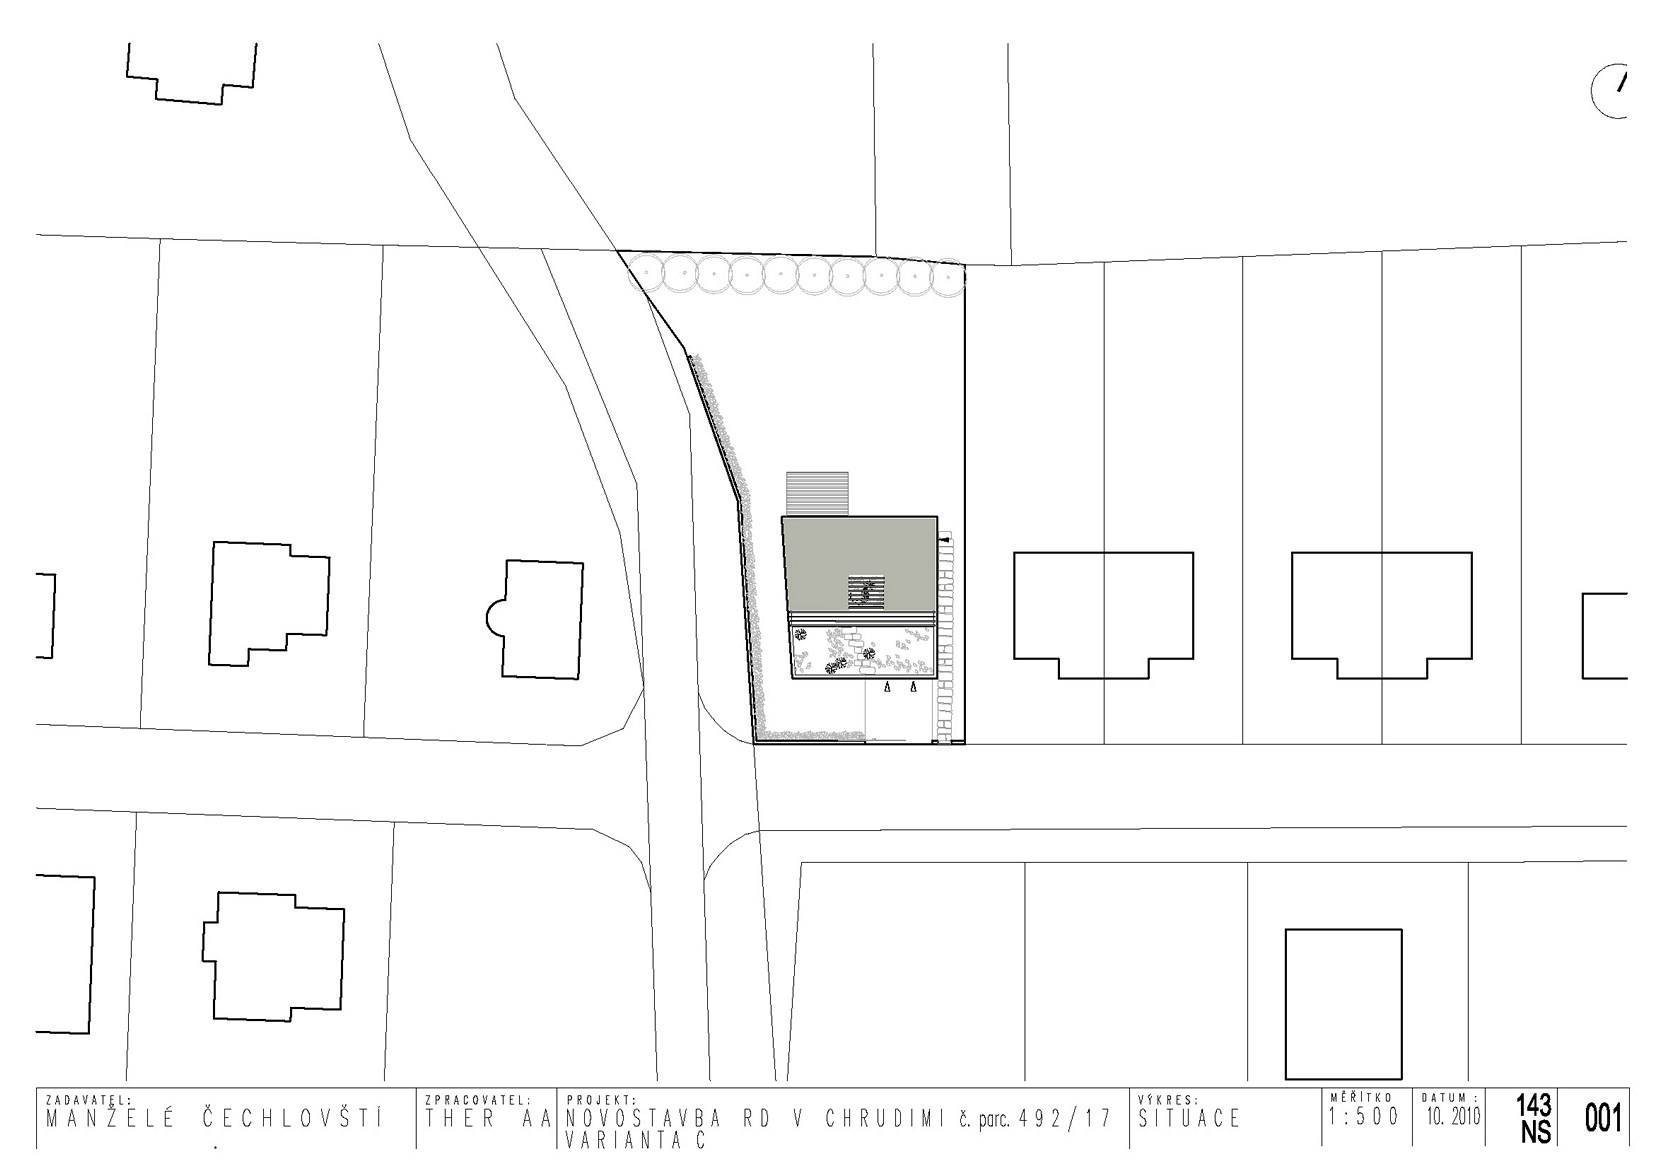 ZADAVATEL:
MANŽELÉ ČECHLOVŠTÍ
ZPRACOVATEL:
THER AA
PROJEKT:
NOVOSTAVBA RD V CHRUDIMI č. parc. 492/17
VARIANTA C
VÝKRES:
SITUACE
MĚŘÍTKO
1:500
DATUM :
10. 2010
143
NS
001